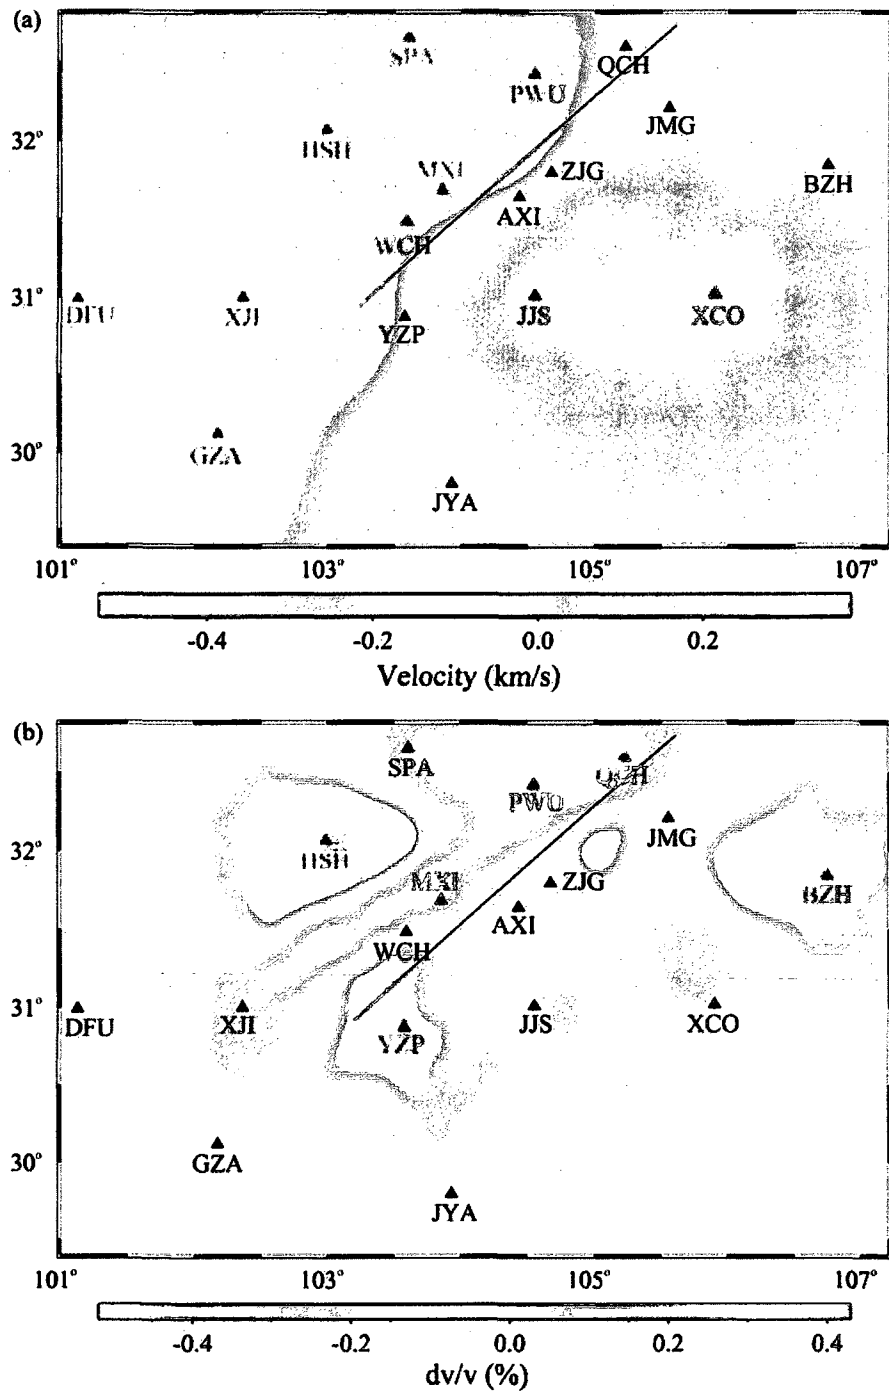 (a)
SPA
QCH
PWU
JMG
32°
HSH
MXI
ZJG
BZH
AXI
WCH
31°
DFU
XJI
YZP
JJS
XCO
30°
GZA
JYA
101° 103° 105° 107°
-0.4 -0.2 0.0 0.2
Velocity (km/s)
(b)
SPA
QCH
PWU
JMG
32°
HSH
MXI
ZJG
BZH
AXI
WCH
31°
DFU
XJI
YZP
JJS
XCO
30°
GZA
JYA
101° 103° 105° 107°
-0.4 -0.2 0.0 0.2 0.4
dv/v (%)